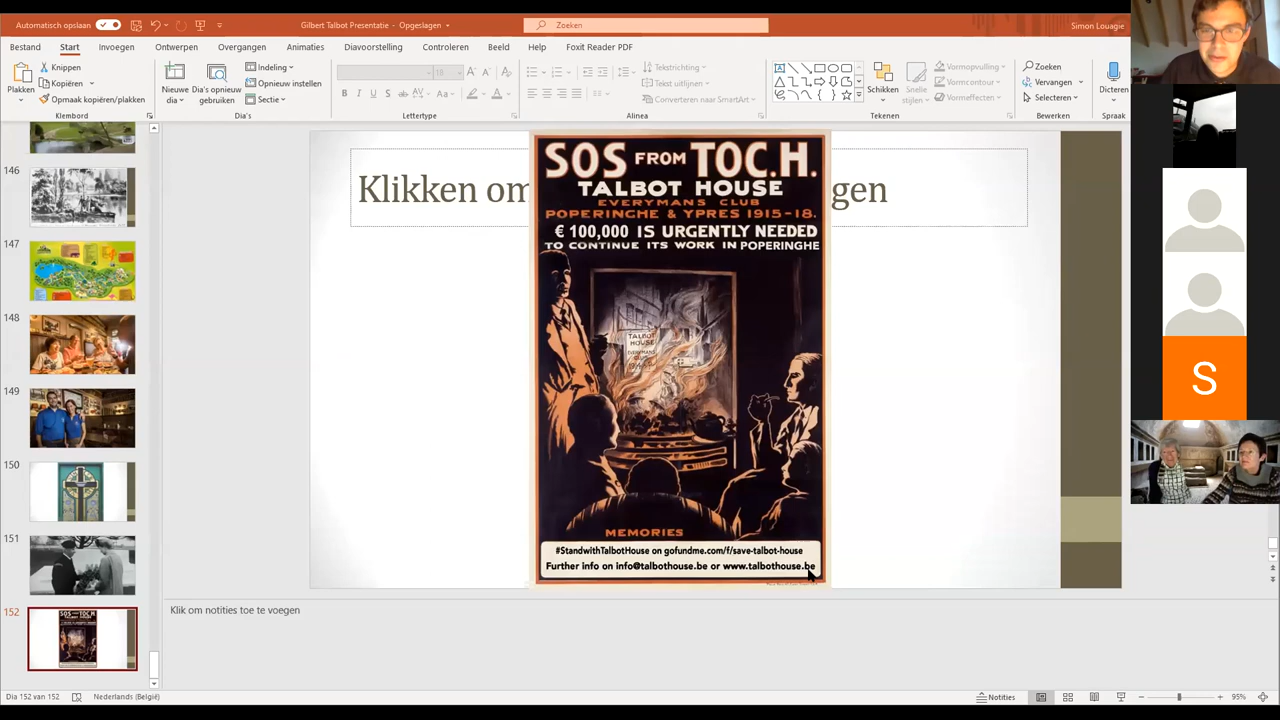 Automatisch opslaan
Gilbert Talbot Presentatie - Opgeslagen
Zoeken
Simon Louagie
Bestand Start Invoegen Ontwerpen Overgangen Animaties Diavoorstelling Controleren Beeld Help Foxit Reader PDF
Plakken
Knippen
Kopiëren
Opmaak kopiëren/plakken
Klembord
Nieuwe dia
Dia's opnieuw gebruiken
Indeling
Opnieuw instellen
Sectie
Dia's
18
Lettertype
Tekstrichting
Tekst uitlijnen
Converteren naar SmartArt
Alinea
Schikken
Snelle stijlen
Vormopvulling
Vormcontour
Vormeffecten
Tekenen
Zoeken
Vervangen
Selecteren
Bewerken
Dicteren
Spraak
146
147
148
149
150
151
152
Klikken om
gen
SOS FROM TOC.H.
TALBOT HOUSE
EVERYMANS CLUB
POPERINGHE & YPRES 1915-18.
€ 100,000 IS URGENTLY NEEDED
TO CONTINUE ITS WORK IN POPERINGHE
TALBOT
HOUSE
MEMORIES
#StandwithTalbotHouse on gofundme.com/f/save-talbot-house
Further info on info@talbothouse.be or www.talbothouse.be
S
Klik om notities toe te voegen
Dia 152 van 152
Nederlands (België)
Notities
95%